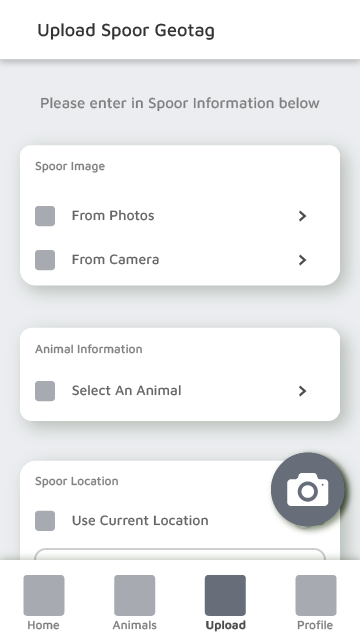 Upload Spoor Geotag
Please enter in Spoor Information below
Spoor Image
From Photos
From Camera
Animal Information
Select An Animal
Spoor Location
Use Current Location
Home
Animals
Upload
Profile